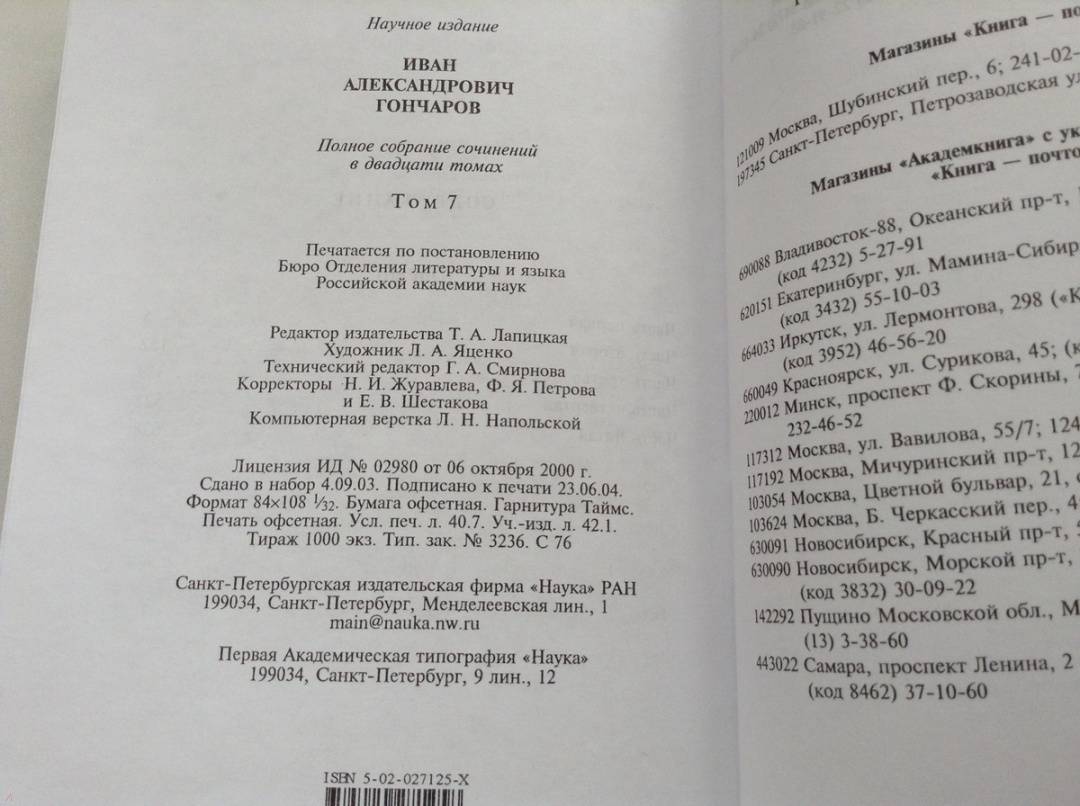 Научное издание
ИВАН
АЛЕКСАНДРОВИЧ
ГОНЧАРОВ
Полное собрание сочинений
в двадцати томах
Том 7
Печатается по постановлению
Бюро Отделения литературы и языка
Российской академии наук
Редактор издательства Т. А. Лапицкая
Художник Л. А. Яценко
Технический редактор Г. А. Смирнова
Корректоры Н. И. Журавлева, Ф. Я. Петрова
и Е. В. Шестакова
Компьютерная верстка Л. Н. Напольской
Лицензия ИД № 02980 от 06 октября 2000 г.
Сдано в набор 4.09.03. Подписано к печати 23.06.04.
Формат 84×108 1/32. Бумага офсетная. Гарнитура Таймс.
Печать офсетная. Усл. печ. л. 40.7. Уч.-изд. л. 42.1.
Тираж 1000 экз. Тип. зак. № 3236. С 76
Санкт-Петербургская издательская фирма «Наука» РАН
199034, Санкт-Петербург, Менделеевская лин., 1
main@nauka.nw.ru
Первая Академическая типография «Наука»
199034, Санкт-Петербург, 9 лин., 12
ISBN 5-02-027125-X
Магазины «Книга — по
121009 Москва, Шубинский пер., 6; 241-02-
197345 Санкт-Петербург, Петрозаводская ул
Магазины «Академкнига» с ук
«Книга — почто
690088 Владивосток-88, Океанский пр-т,
(код 4232) 5-27-91
620151 Екатеринбург, ул. Мамина-Сибир
(код 3432) 55-10-03
664033 Иркутск, ул. Лермонтова, 298 («К
(код 3952) 46-56-20
660049 Красноярск, ул. Сурикова, 45; (к
220012 Минск, проспект Ф. Скорины, 7
232-46-52
117312 Москва, ул. Вавилова, 55/7; 124
117192 Москва, Мичуринский пр-т, 12
103054 Москва, Цветной бульвар, 21, с
103624 Москва, Б. Черкасский пер., 4
630091 Новосибирск, Красный пр-т,
630090 Новосибирск, Морской пр-т,
(код 3832) 30-09-22
142292 Пущино Московской обл., М
(13) 3-38-60
443022 Самара, проспект Ленина, 2
(код 8462) 37-10-60